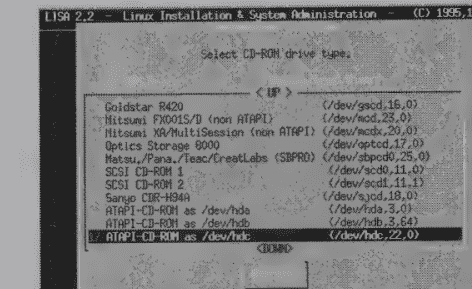 LISA 2.2 - Linux Installation & System Administration - (C) 1995,1
Select CD-ROM drive type.
< UP >
Goldstar R420 (/dev/gscd,16,0)
Mitsumi FX001S/D (non ATAPI) (/dev/mcd,23,0)
Mitsumi XA/MultiSession (non ATAPI) (/dev/mcdx,20,0)
Optics Storage 8000 (/dev/optcd,17,0)
Matsu./Pana./Teac/CreatLabs (SBPRO) (/dev/sbpcd0,25,0)
SCSI CD-ROM 1 (/dev/scd0,11,0)
SCSI CD-ROM 2 (/dev/scd1,11,1)
Sanyo CDR-H94A (/dev/sjcd,18,0)
ATAPI-CD-ROM as /dev/hda (/dev/hda,3,0)
ATAPI-CD-ROM as /dev/hdb (/dev/hdb,3,64)
ATAPI-CD-ROM as /dev/hdc (/dev/hdc,22,0)
<DOWN>